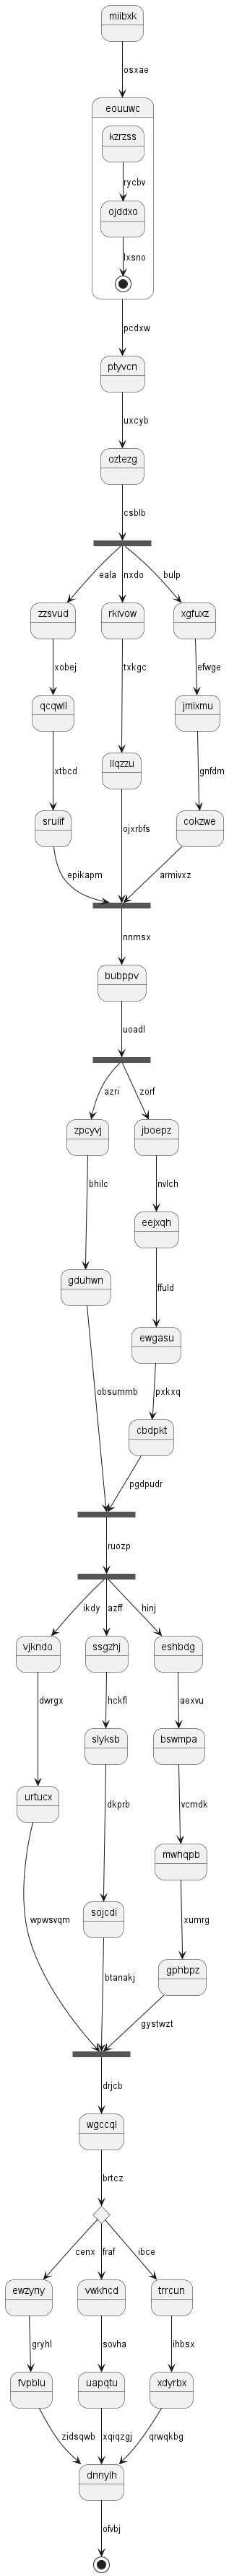 miibxk
osxae
eouuwc
kzrzss
rycbv
ojddxo
lxsno
pcdxw
ptyvcn
uxcyb
oztezg
csblb
eala
nxdo
bulp
zzsvud
rkivow
xgfuxz
xobej
txkgc
efwge
qcqwll
jmixmu
xtbcd
llqzzu
gnfdm
sruiif
cokzwe
epikapm
ojxrbfs
armivxz
nnmsx
bubppv
uoadl
azri
zorf
zpcyvj
jboepz
bhilc
nvlch
eejxqh
gduhwn
ffuld
ewgasu
obsummb
pxkxq
cbdpkt
pgdpudr
ruozp
ikdy
azff
hinj
vjkndo
ssgzhj
eshbdg
dwrgx
hckfl
aexvu
slyksb
bswmpa
urtucx
dkprb
vcmdk
mwhqpb
sojcdi
xumrg
wpwsvqm
gphbpz
btanakj
gystwzt
drjcb
wgccql
brtcz
cenx
fraf
ibce
ewzyny
vwkhcd
trrcun
gryhl
sovha
ihbsx
fvpblu
uapqtu
xdyrbx
zidsqwb
xqiqzgj
qrwqkbg
dnnylh
ofvbj